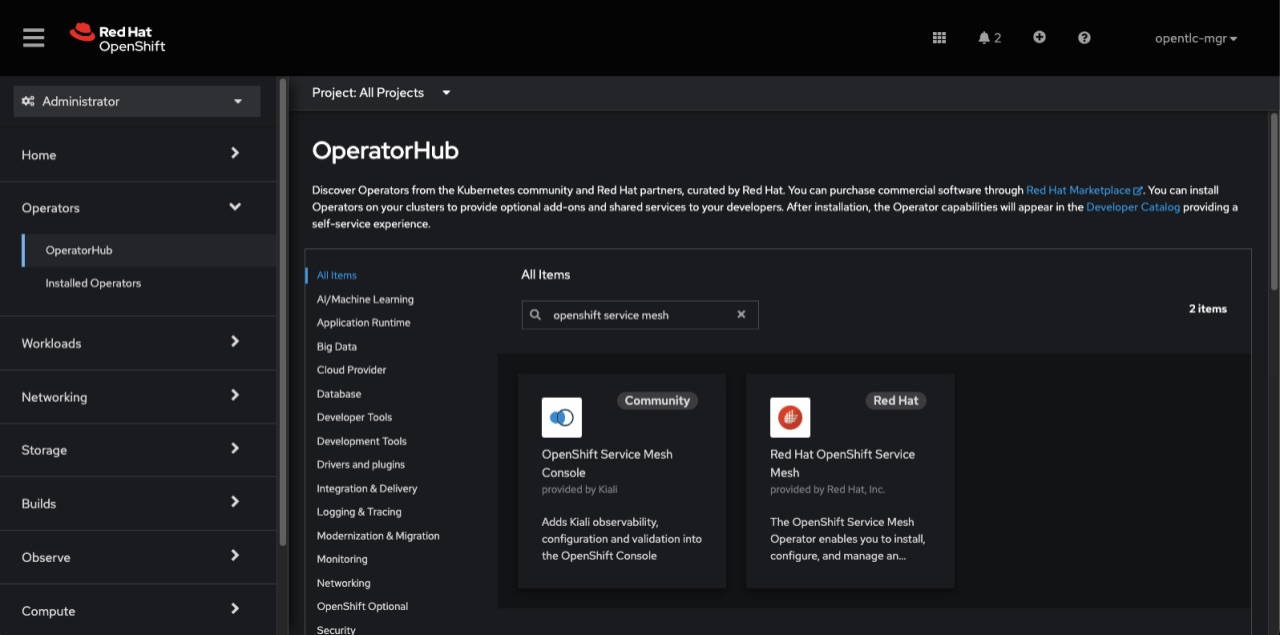 Red Hat
OpenShift
2
opentlc-mgr
Administrator
Project: All Projects
Home
Operators
OperatorHub
Installed Operators
Workloads
Networking
Storage
Builds
Observe
Compute
OperatorHub
Discover Operators from the Kubernetes community and Red Hat partners, curated by Red Hat. You can purchase commercial software through Red Hat Marketplace. You can install
Operators on your clusters to provide optional add-ons and shared services to your developers. After installation, the Operator capabilities will appear in the Developer Catalog providing a
self-service experience.
All Items
AI/Machine Learning
Application Runtime
Big Data
Cloud Provider
Database
Developer Tools
Development Tools
Drivers and plugins
Integration & Delivery
Logging & Tracing
Modernization & Migration
Monitoring
Networking
OpenShift Optional
Security
All Items
openshift service mesh
2 items
Community
OpenShift Service Mesh
Console
provided by Kiali
Adds Kiali observability,
configuration and validation into
the OpenShift Console
Red Hat
Red Hat OpenShift Service
Mesh
provided by Red Hat, Inc.
The OpenShift Service Mesh
Operator enables you to install,
configure, and manage an...